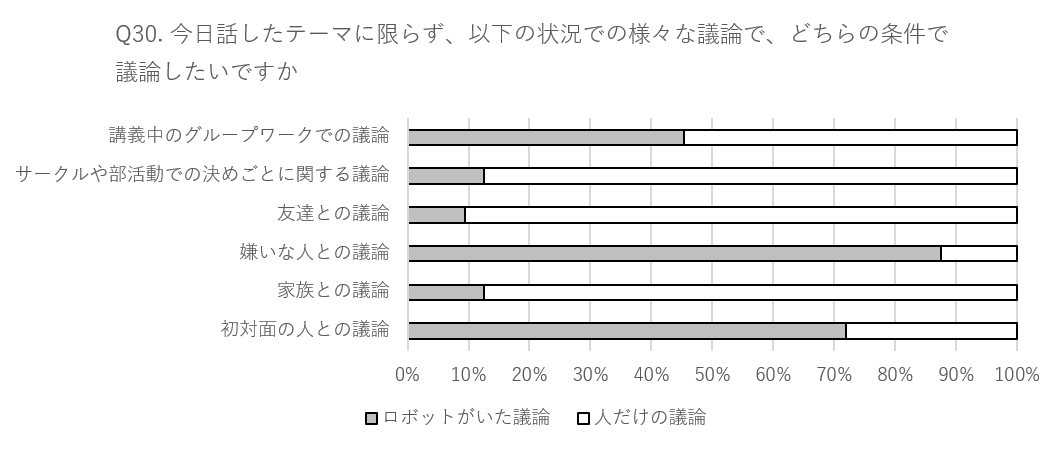 Q30. 今日話したテーマに限らず、以下の状況での様々な議論で、どちらの条件で
議論したいですか
講義中のグループワークでの議論
サークルや部活動での決めごとに関する議論
友達との議論
嫌いな人との議論
家族との議論
初対面の人との議論
0% 10% 20% 30% 40% 50% 60% 70% 80% 90% 100%
ロボットがいた議論 人だけの議論